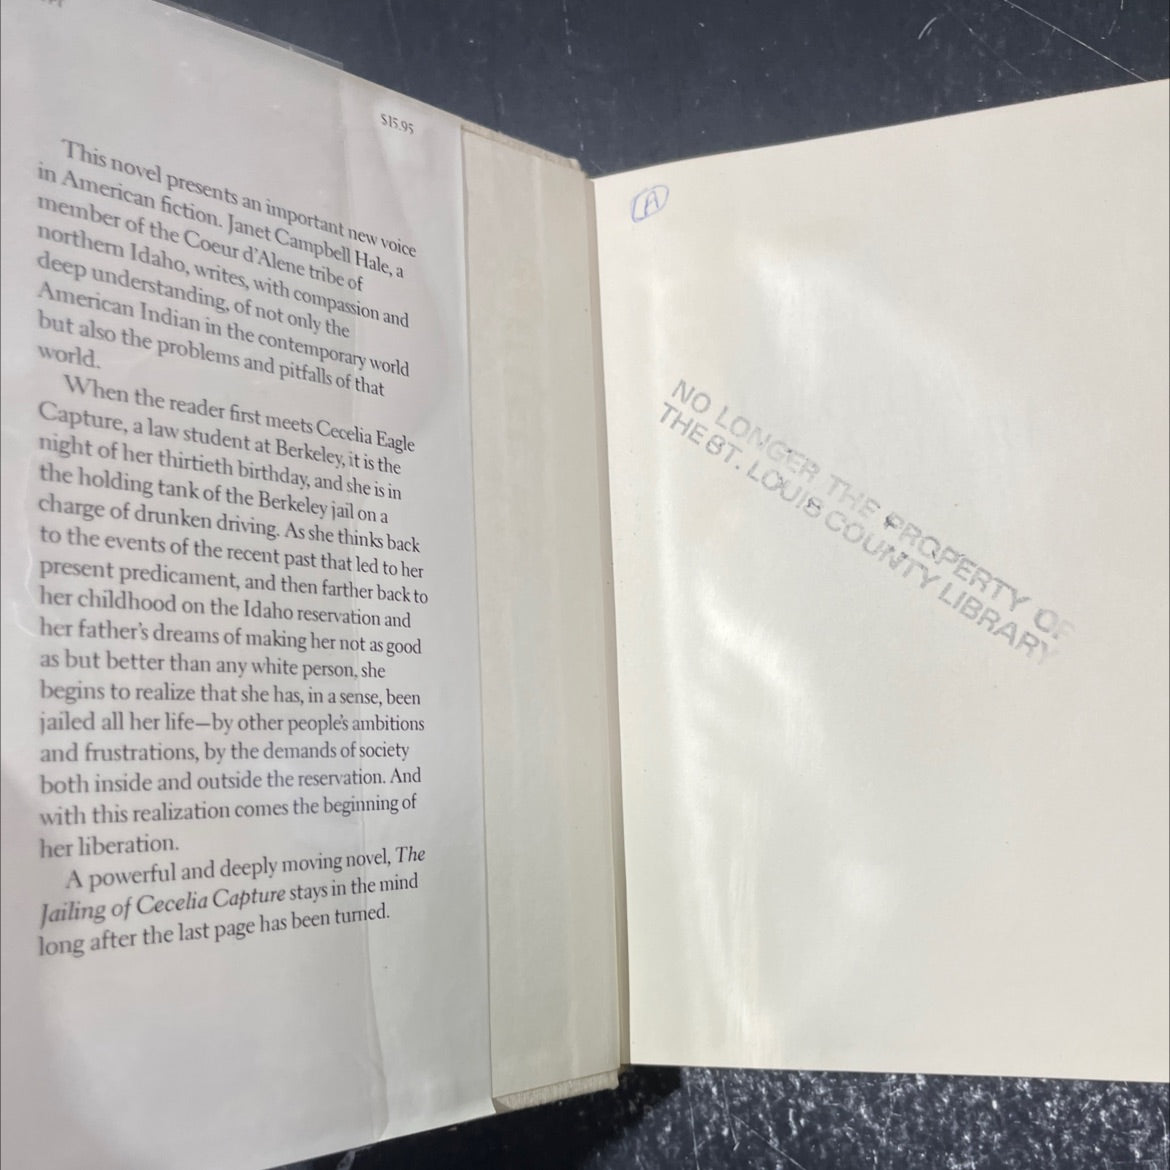 $15.95
This novel presents an important new voice
in American fiction. Janet Campbell Hale, a
member of the Coeur d'Alene tribe of
northern Idaho, writes, with compassion and
deep understanding, of not only the
American Indian in the contemporary world
but also the problems and pitfalls of that
world.
When the reader first meets Cecelia Eagle
Capture, a law student at Berkeley, it is the
night of her thirtieth birthday, and she is in
the holding tank of the Berkeley jail on a
charge of drunken driving. As she thinks back
to the events of the recent past that led to her
present predicament, and then farther back to
her childhood on the Idaho reservation and
her father's dreams of making her not as good
as but better than any white person, she
begins to realize that she has, in a sense, been
jailed all her life—by other people's ambitions
and frustrations, by the demands of society
both inside and outside the reservation. And
with this realization comes the beginning of
her liberation.
A powerful and deeply moving novel, The
Jailing of Cecelia Capture stays in the mind
long after the last page has been turned.
A
NO LONGER THE PROPERTY OF
THE ST. LOUIS COUNTY LIBRARY